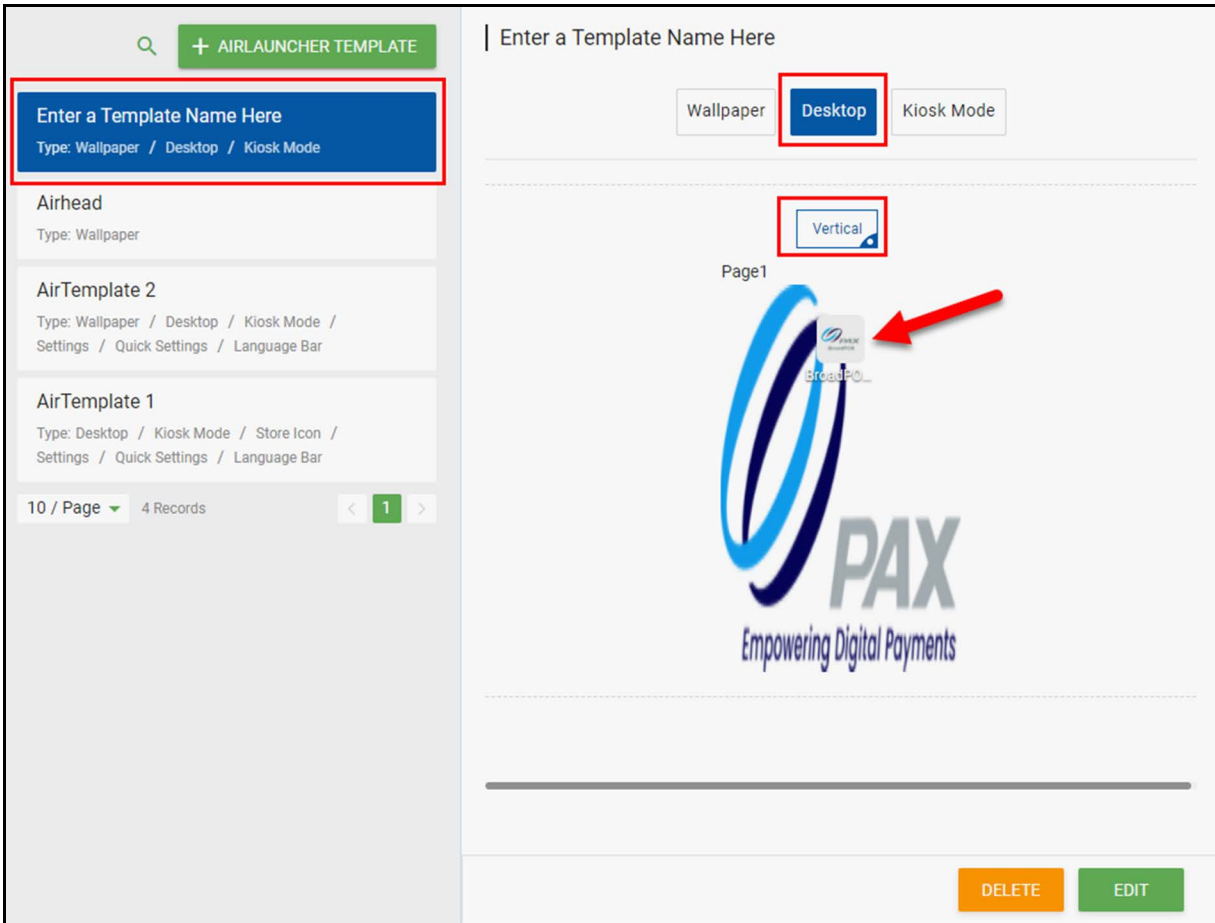 + AIRLAUNCHER TEMPLATE
Enter a Template Name Here
Type: Wallpaper / Desktop / Kiosk Mode
Airhead
Type: Wallpaper
AirTemplate 2
Type: Wallpaper / Desktop / Kiosk Mode /
Settings / Quick Settings / Language Bar
AirTemplate 1
Type: Desktop / Kiosk Mode / Store Icon /
Settings / Quick Settings / Language Bar
10 / Page
4 Records
< 1 >
Enter a Template Name Here
Wallpaper
Desktop
Kiosk Mode
Vertical
Page1
PAX
BroadPOS
BroadPO...
PAX
Empowering Digital Payments
DELETE
EDIT